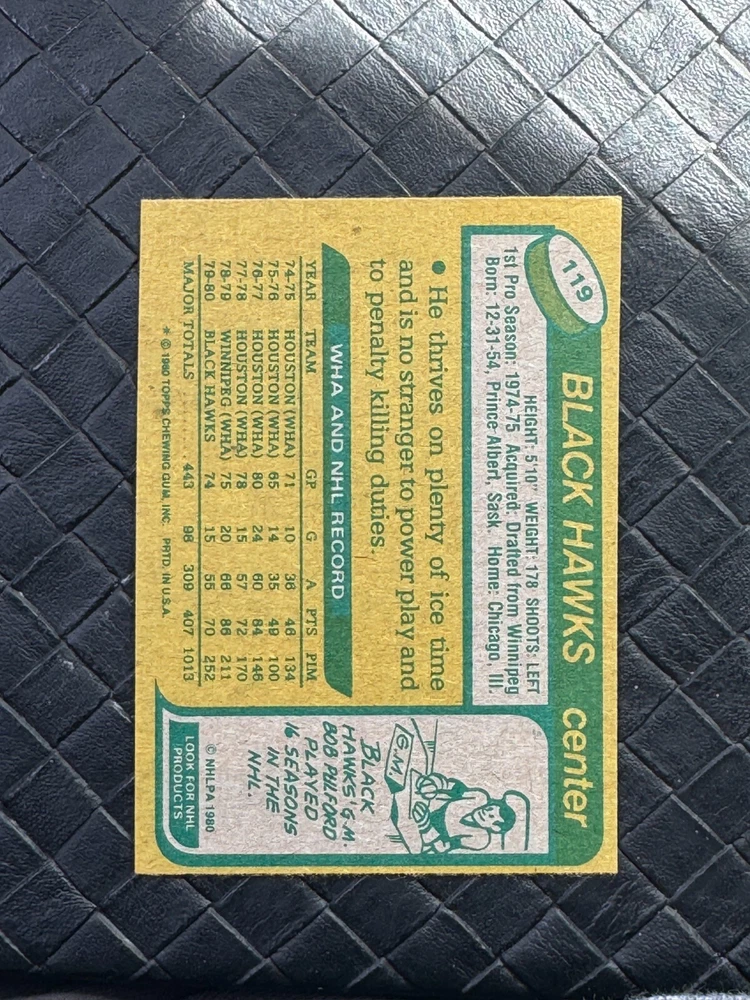 119
BLACK HAWKS center
HEIGHT: 5'10" WEIGHT: 178 SHOOTS: LEFT
1st Pro Season: 1974-75 Acquired: Drafted from Winnipeg
Born: 12-31-54, Prince Albert, Sask. Home: Chicago, Ill.
● He thrives on plenty of ice time
and is no stranger to power play and
to penalty killing duties.
WHA AND NHL RECORD
YEAR TEAM GP G A PTS PIM
74-75 HOUSTON (WHA) 71 10 36 46 134
75-76 HOUSTON (WHA) 65 14 35 49 100
76-77 HOUSTON (WHA) 80 24 60 84 146
77-78 HOUSTON (WHA) 78 15 57 72 170
78-79 WINNIPEG (WHA) 75 20 66 86 211
79-80 BLACK HAWKS 74 15 55 70 252
MAJOR TOTALS ........ 443 98 309 407 1013
* © 1980 TOPPS CHEWING GUM, INC. PRTD. IN U.S.A.
G.M.
BLACK
HAWKS' G.M.
BOB PULFORD
PLAYED
16 SEASONS
IN THE
NHL.
© NHLPA 1980
LOOK FOR NHL
PRODUCTS